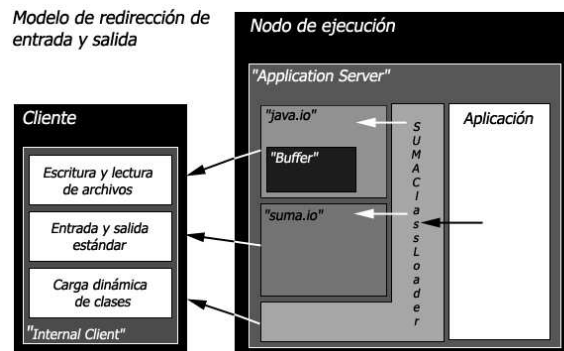 Modelo de redirección de
entrada y salida
Nodo de ejecución
"Application Server"
Cliente
Escritura y lectura
de archivos
Entrada y salida
estándar
Carga dinámica
de clases
"Internal Client"
"java.io"
"Buffer"
"suma.io"
SUMAClassLoader
Aplicación